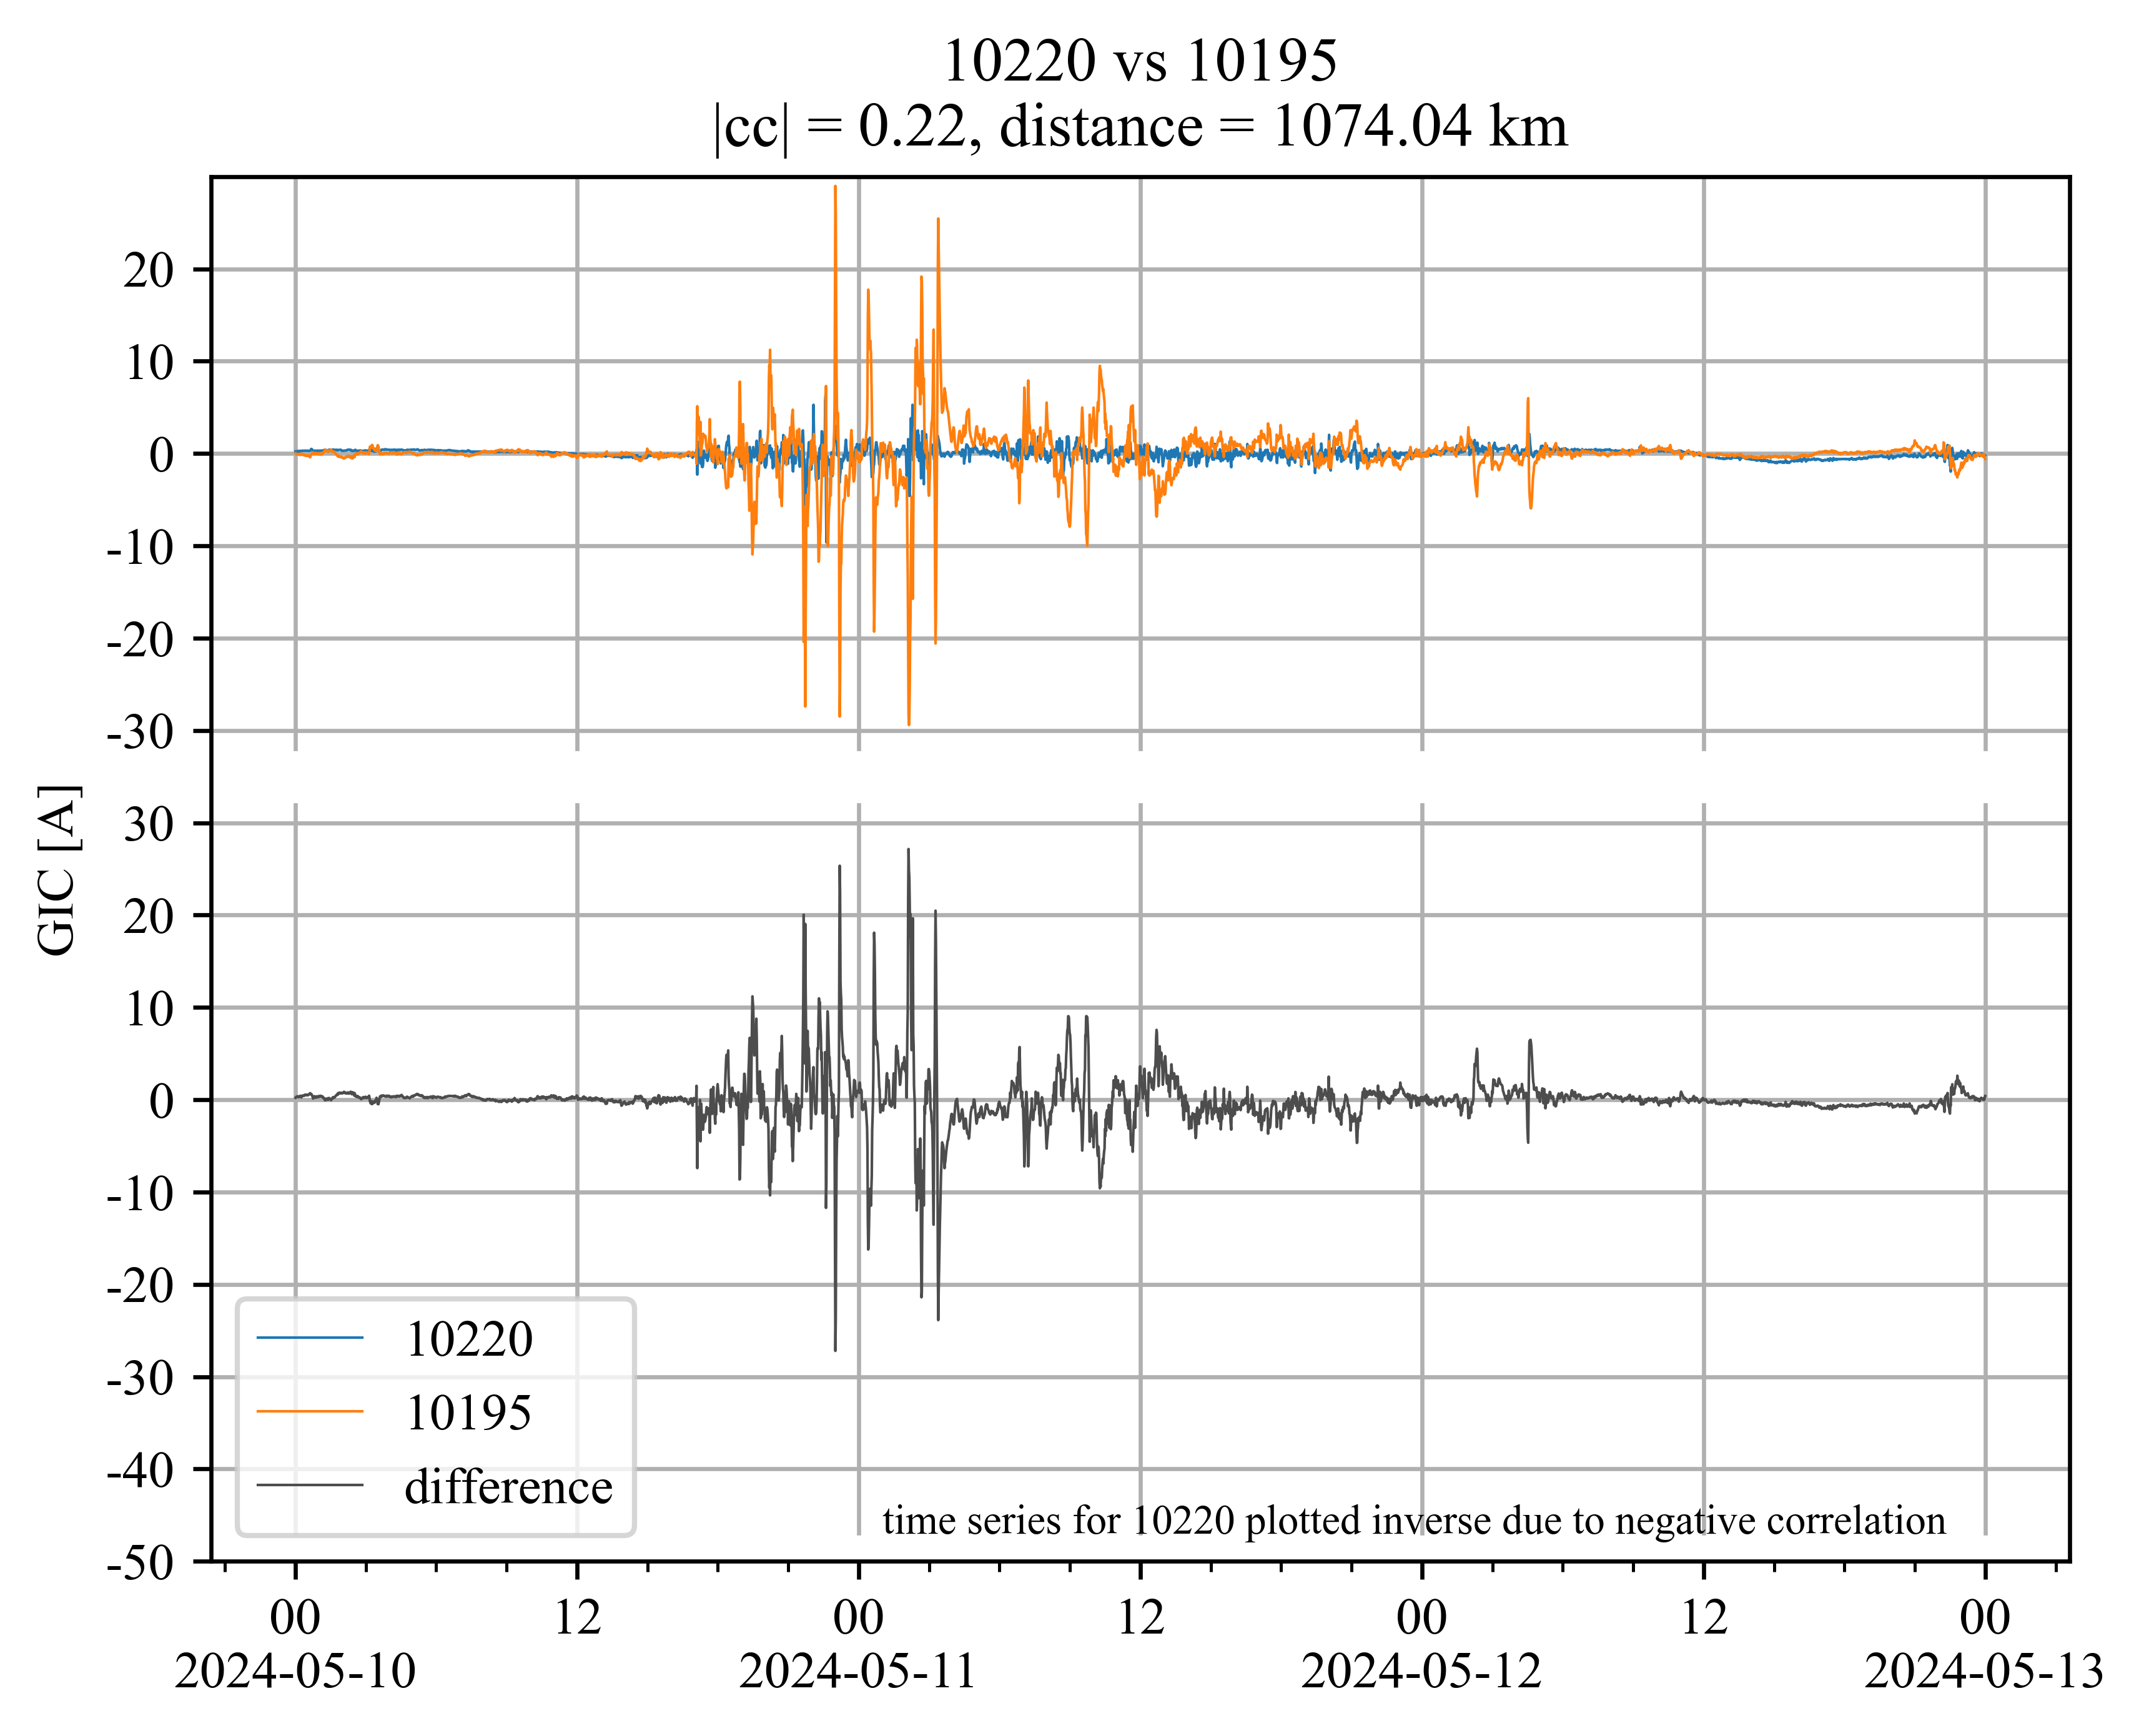 10220 vs 10195
|cc| = 0.22, distance = 1074.04 km
20
10
0
-10
-20
-30
30
20
10
0
-10
-20
-30
-40
-50
GIC [A]
10220
10195
difference
time series for 10220 plotted inverse due to negative correlation
00 12 00 12 00 12 00
2024-05-10 2024-05-11 2024-05-12 2024-05-13